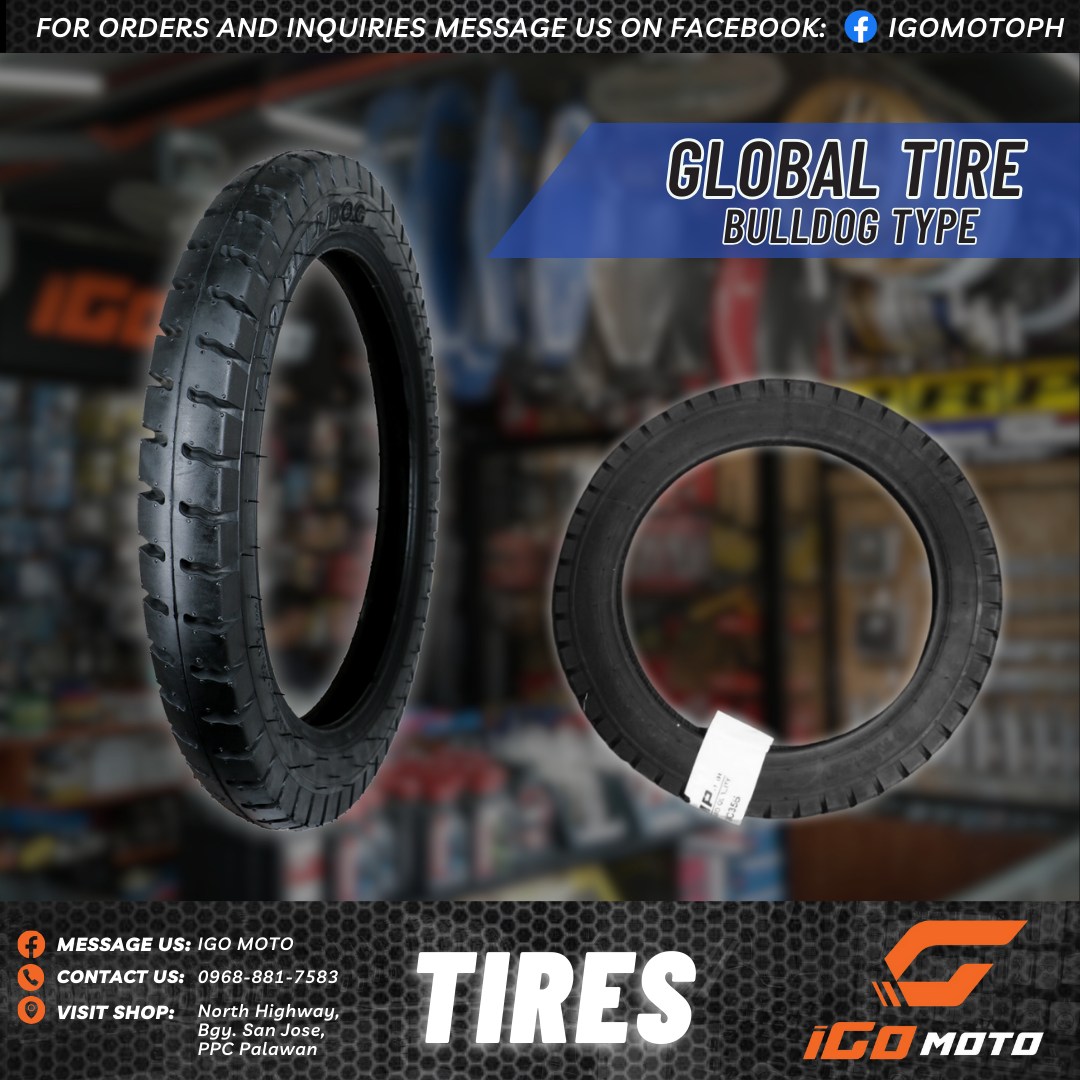 FOR ORDERS AND INQUIRIES MESSAGE US ON FACEBOOK: IGOMOTOPH
GLOBAL TIRE
BULLDOG TYPE
iGO
MESSAGE US: IGO MOTO
CONTACT US: 0968-881-7583
VISIT SHOP: North Highway,
Bgy. San Jose,
PPC Palawan
TIRES
iGO MOTO